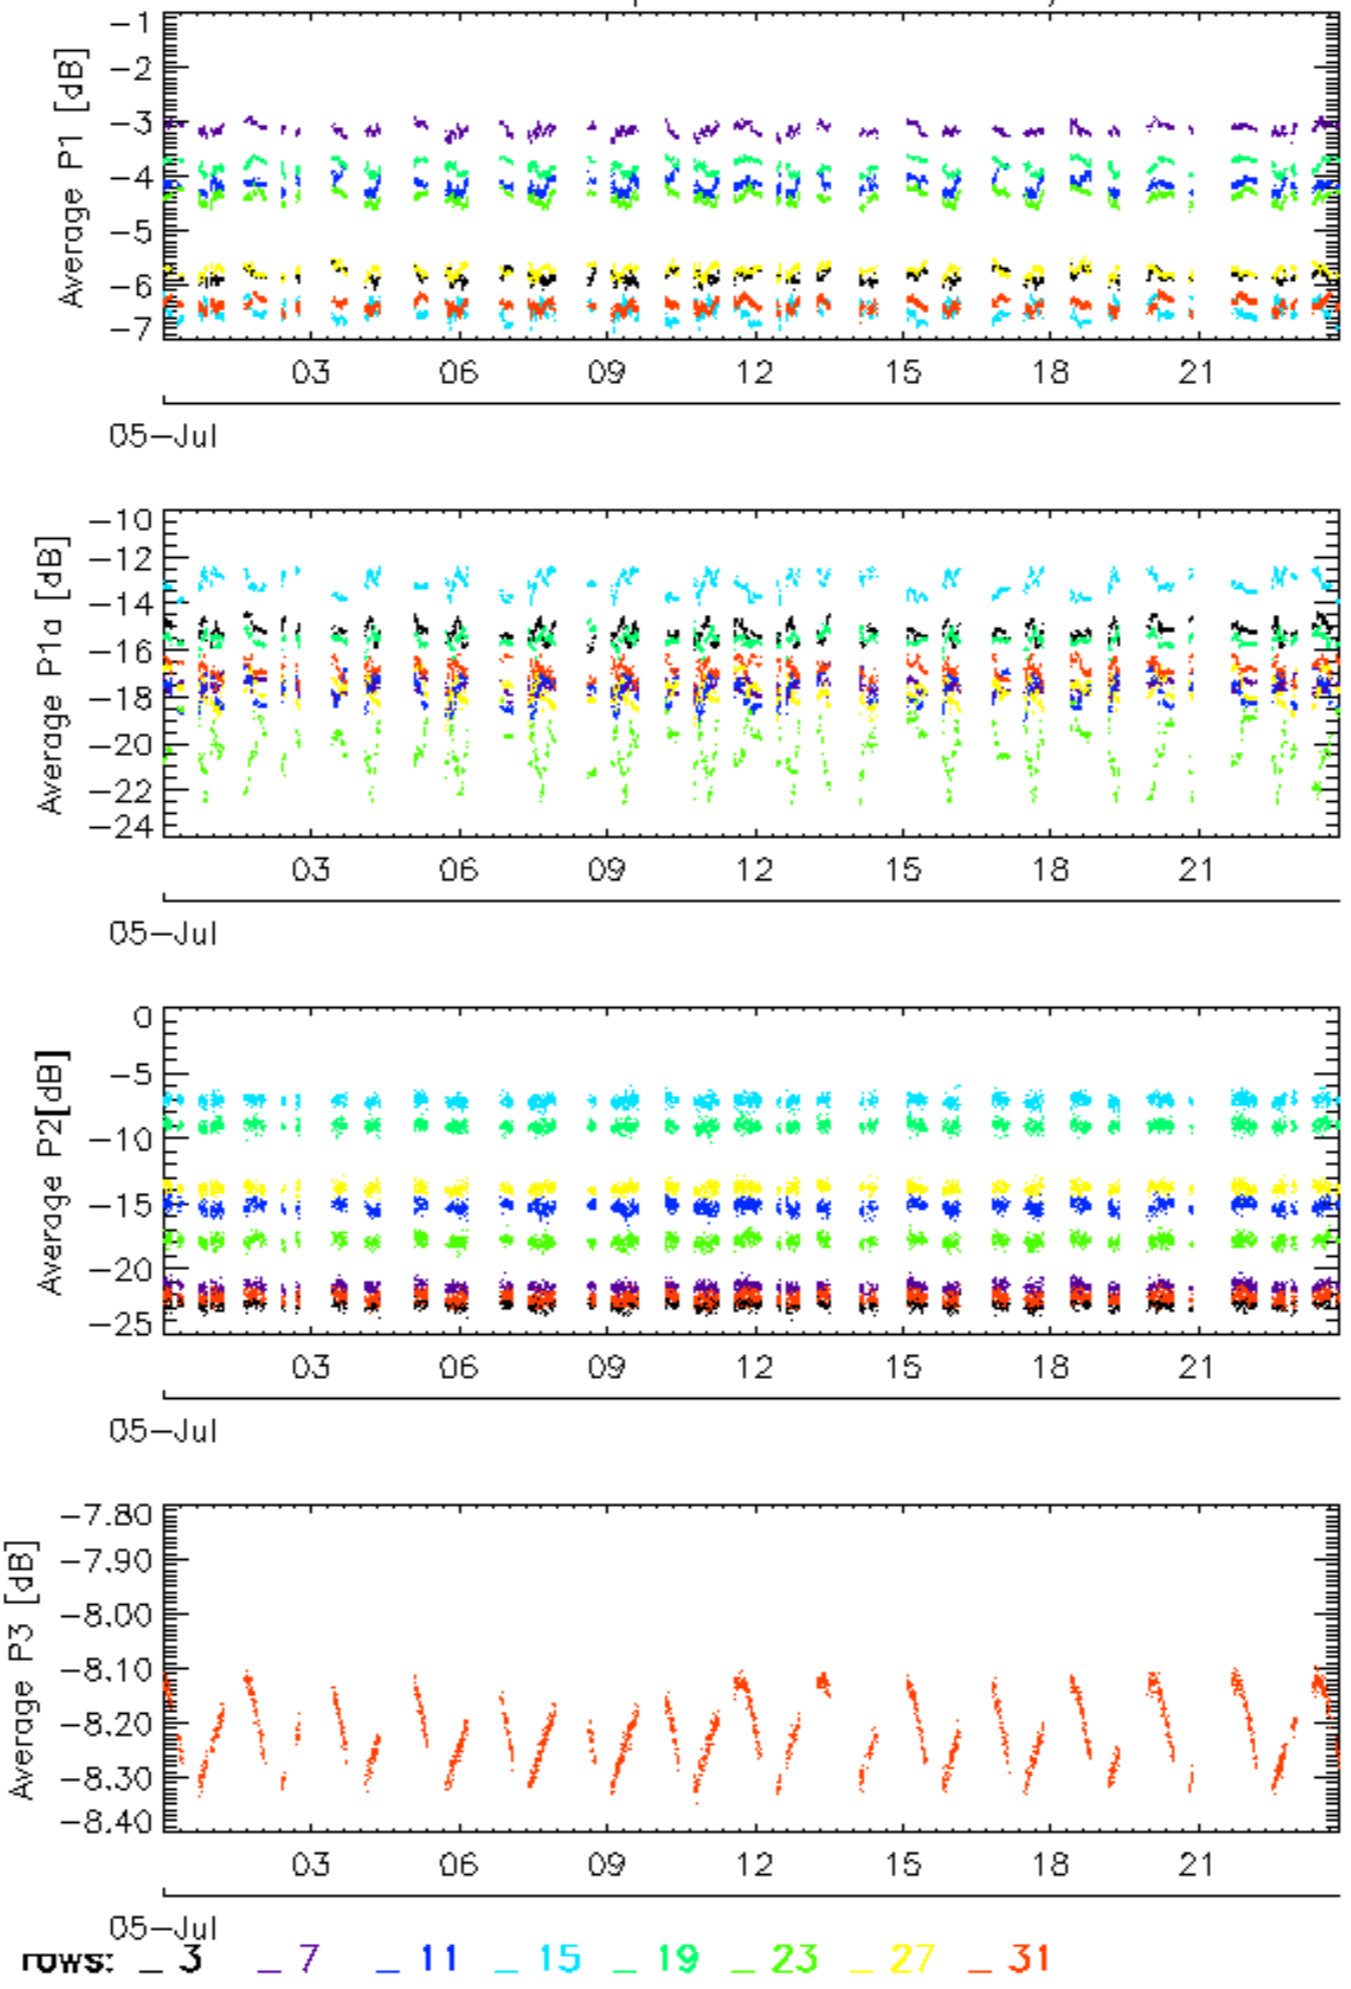 Average P1 [dB]
-1
-2
-3
-4
-5
-6
-7
03 06 09 12 15 18 21
05-Jul
Average P1a [dB]
-10
-12
-14
-16
-18
-20
-22
-24
03 06 09 12 15 18 21
05-Jul
Average P2[dB]
0
-5
-10
-15
-20
-25
03 06 09 12 15 18 21
05-Jul
Average P3 [dB]
-7.80
-7.90
-8.00
-8.10
-8.20
-8.30
-8.40
03 06 09 12 15 18 21
05-Jul
rows: _ 3 _ 7 _ 11 _ 15 _ 19 _ 23 _ 27 _ 31